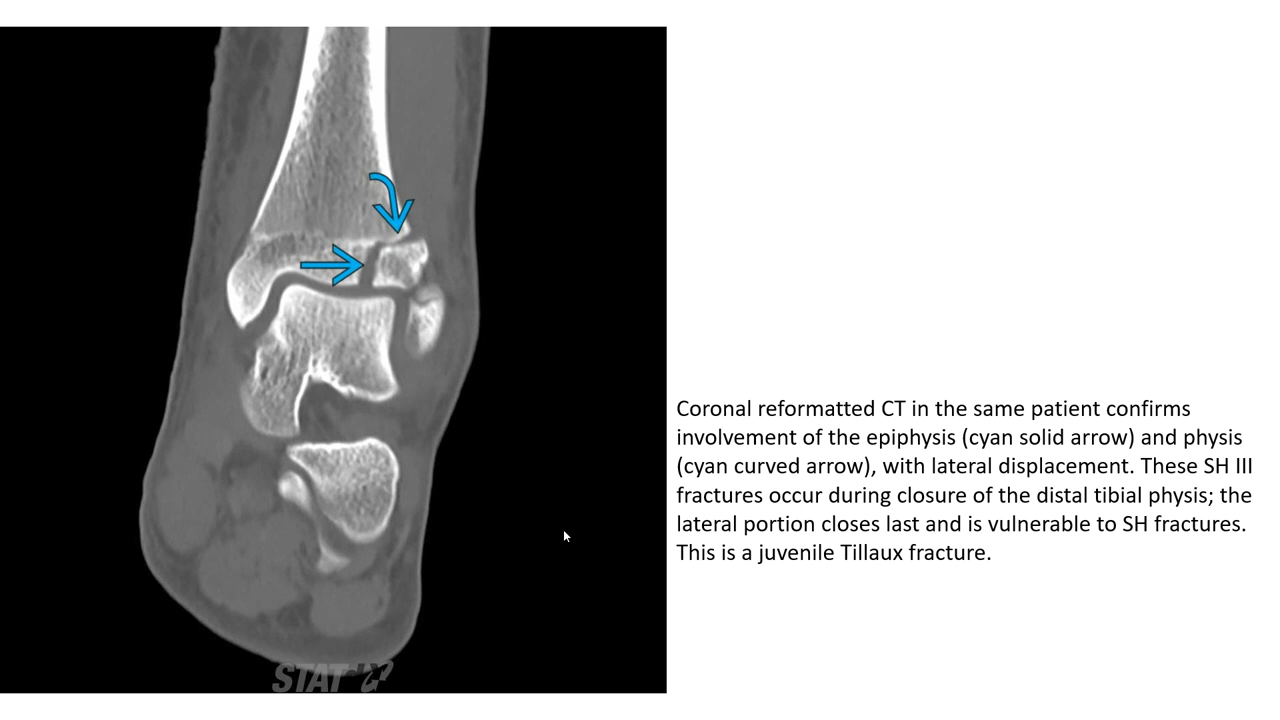 Coronal reformatted CT in the same patient confirms
involvement of the epiphysis (cyan solid arrow) and physis
(cyan curved arrow), with lateral displacement. These SH III
fractures occur during closure of the distal tibial physis; the
lateral portion closes last and is vulnerable to SH fractures.
This is a juvenile Tillaux fracture.
STATdx